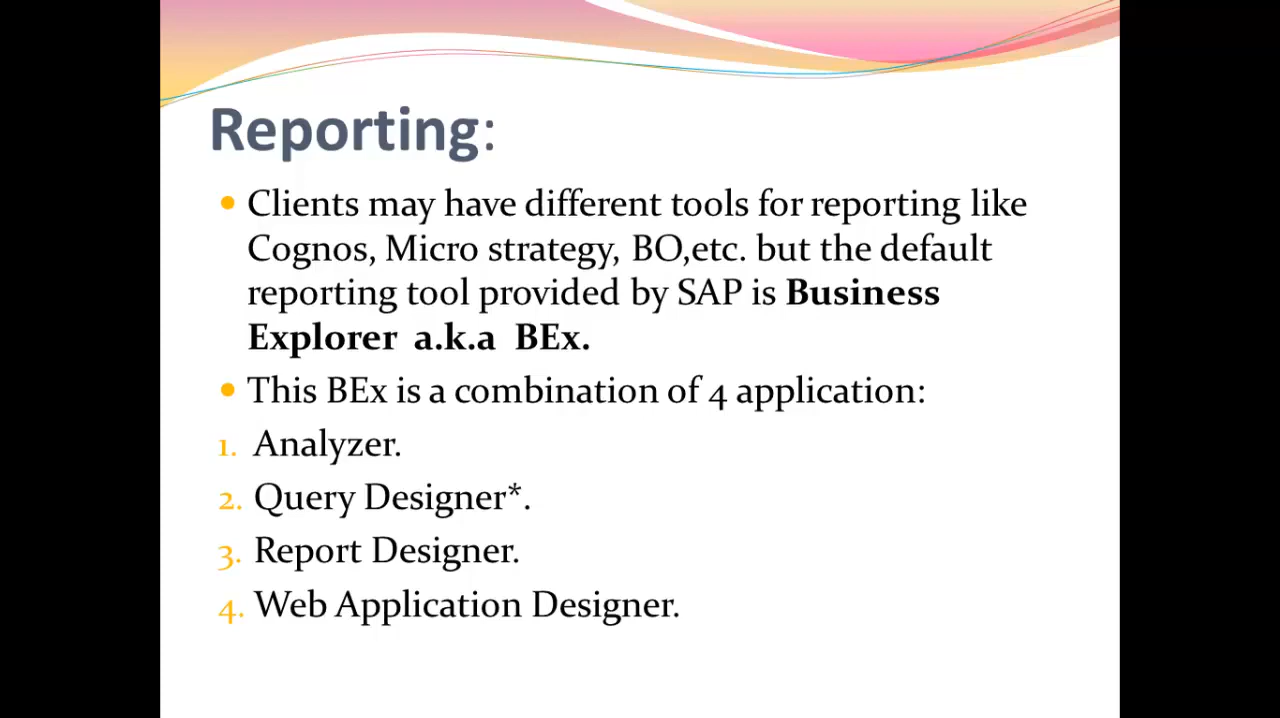 Reporting:
• Clients may have different tools for reporting like
Cognos, Micro strategy, BO,etc. but the default
reporting tool provided by SAP is Business
Explorer a.k.a BEx.
• This BEx is a combination of 4 application:
1. Analyzer.
2. Query Designer*.
3. Report Designer.
4. Web Application Designer.